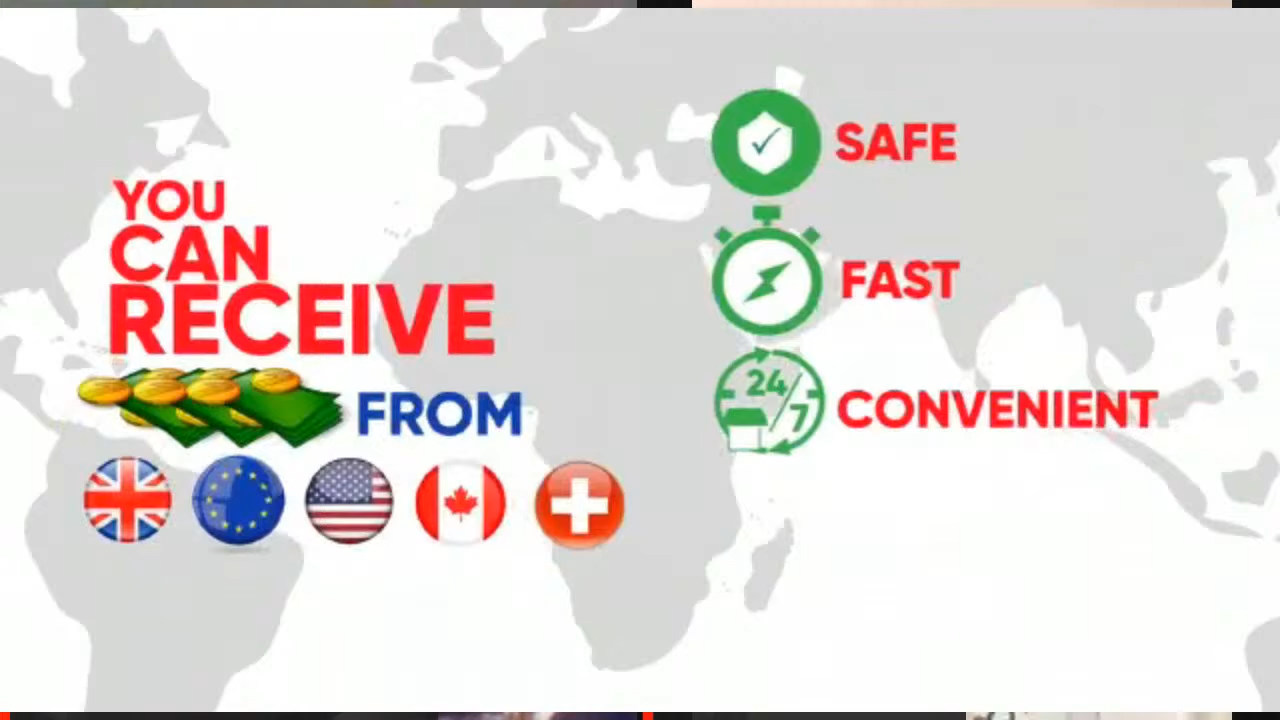 YOU
CAN
RECEIVE
FROM
SAFE
FAST
24/7
CONVENIENT